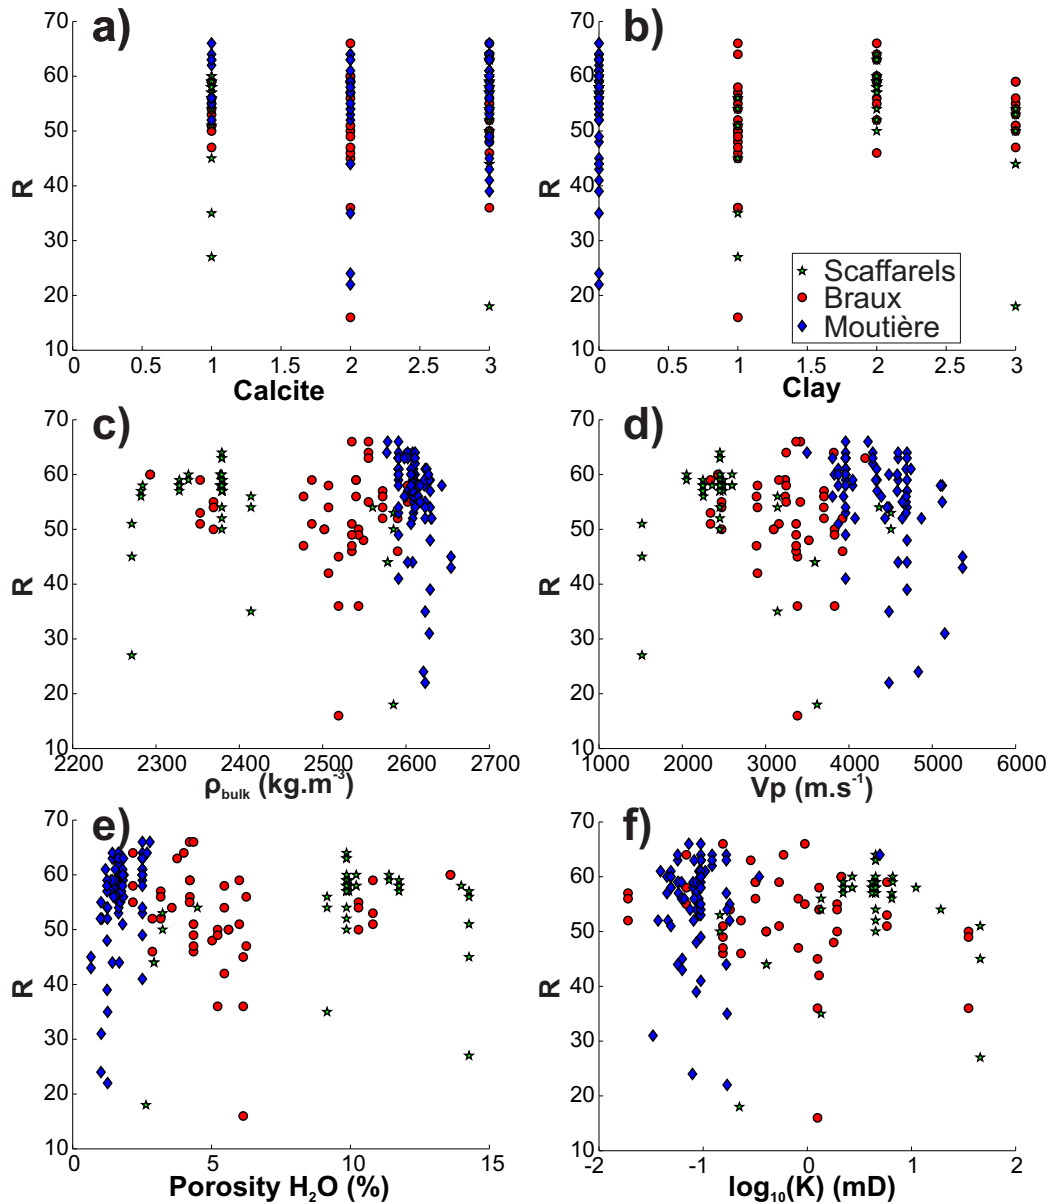 a)
70
60
50
40
30
20
10
R
0 0.5 1 1.5 2 2.5 3
Calcite
b)
70
60
50
40
30
20
10
R
Scaffarels
Braux
Moutière
0 0.5 1 1.5 2 2.5 3
Clay
c)
70
60
50
40
30
20
10
R
2200 2300 2400 2500 2600 2700
ρbulk (kg.m⁻³)
d)
70
60
50
40
30
20
10
R
1000 2000 3000 4000 5000 6000
Vp (m.s⁻¹)
e)
70
60
50
40
30
20
10
R
0 5 10 15
Porosity H₂O (%)
f)
70
60
50
40
30
20
10
R
-2 -1 0 1 2
log₁₀(K) (mD)